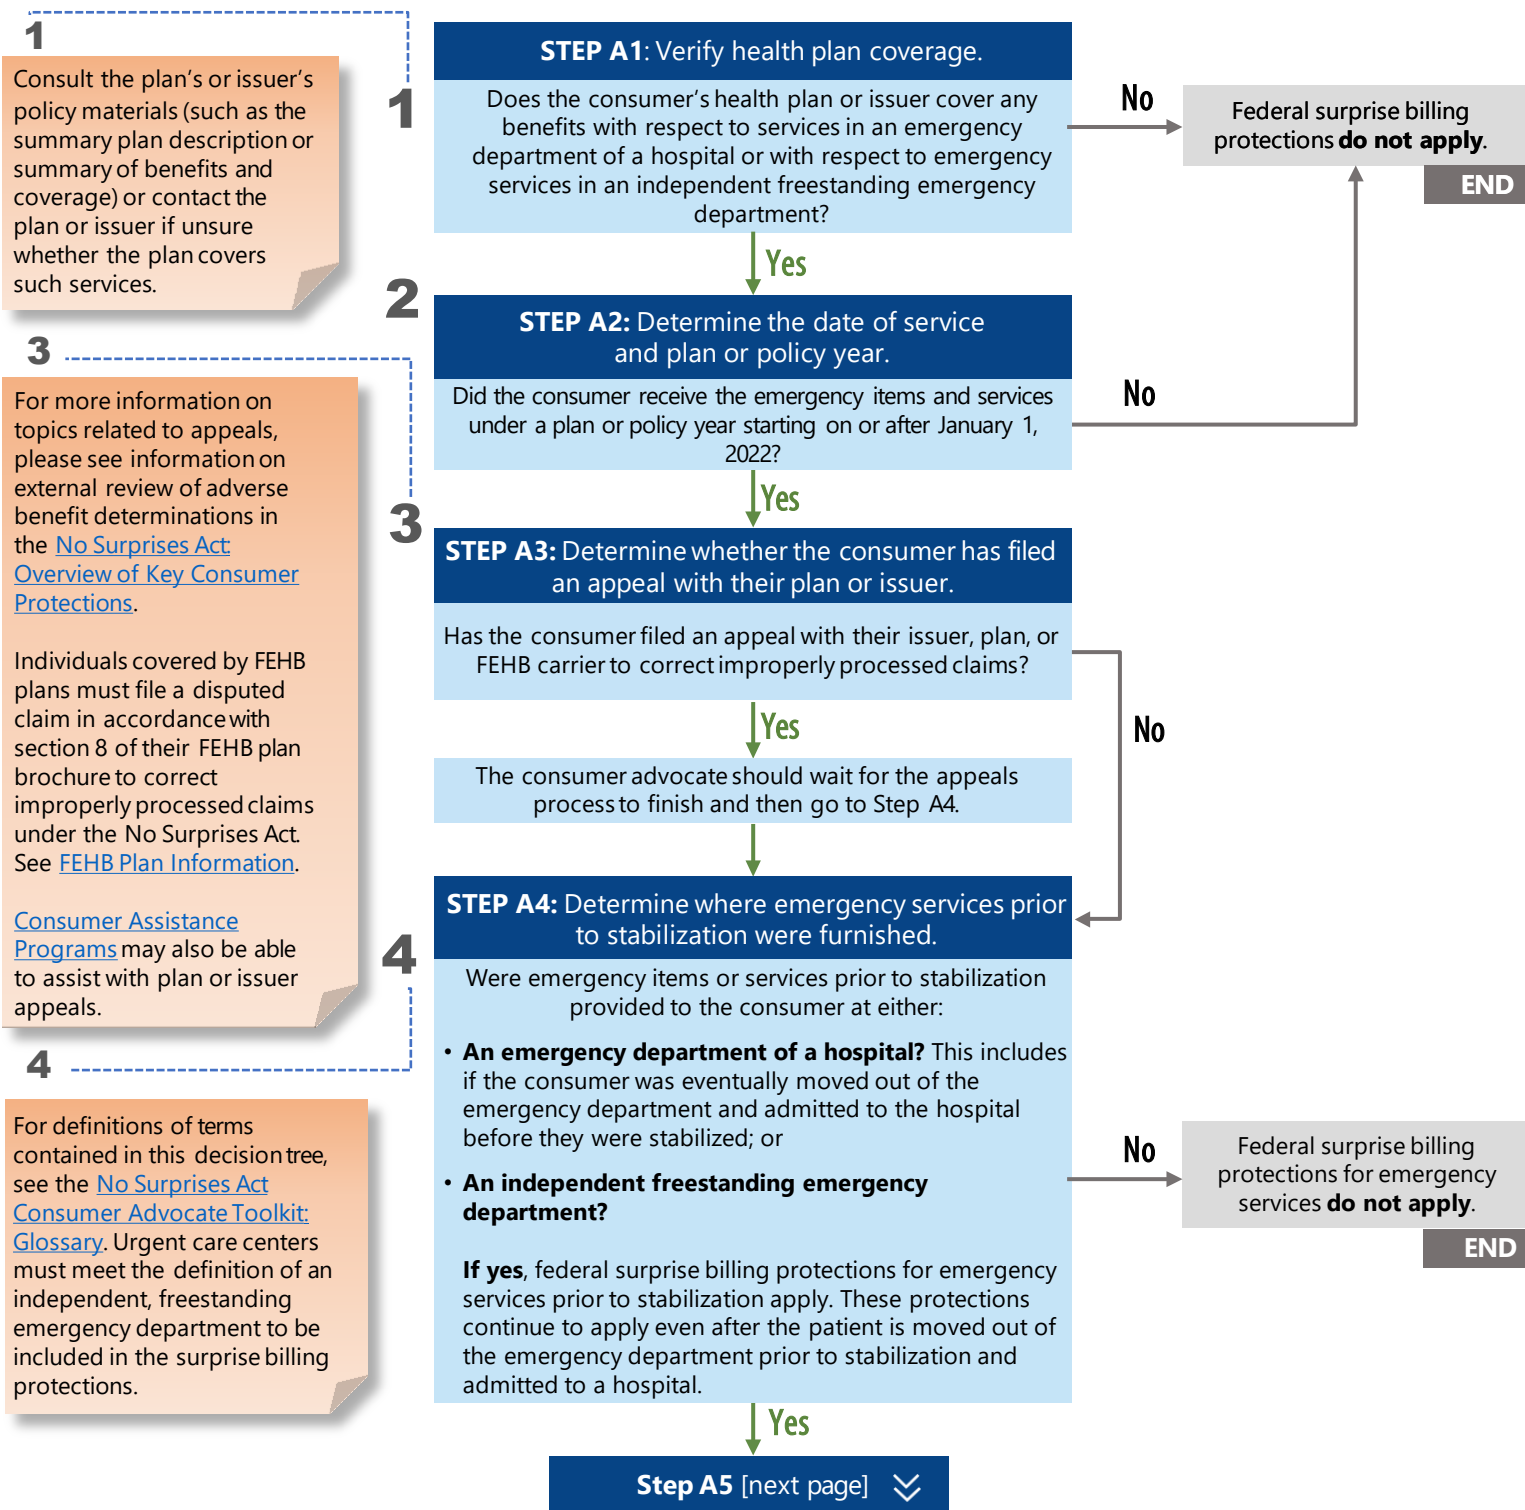 1
Consult the plan’s or issuer’s
policy materials (such as the
summary plan description or
summary of benefits and
coverage) or contact the
plan or issuer if unsure
whether the plan covers
such services.
1
STEP A1: Verify health plan coverage.
Does the consumer’s health plan or issuer cover any
benefits with respect to services in an emergency
department of a hospital or with respect to emergency
services in an independent freestanding emergency
department?
No
Federal surprise billing
protections do not apply.
END
Yes
2
STEP A2: Determine the date of service
and plan or policy year.
Did the consumer receive the emergency items and services
under a plan or policy year starting on or after January 1,
2022?
No
Yes
3
For more information on
topics related to appeals,
please see information on
external review of adverse
benefit determinations in
the No Surprises Act:
Overview of Key Consumer
Protections.
Individuals covered by FEHB
plans must file a disputed
claim in accordance with
section 8 of their FEHB plan
brochure to correct
improperly processed claims
under the No Surprises Act.
See FEHB Plan Information.
Consumer Assistance
Programs may also be able
to assist with plan or issuer
appeals.
3
STEP A3: Determine whether the consumer has filed
an appeal with their plan or issuer.
Has the consumer filed an appeal with their issuer, plan, or
FEHB carrier to correct improperly processed claims?
No
Yes
The consumer advocate should wait for the appeals
process to finish and then go to Step A4.
4
For definitions of terms
contained in this decision tree,
see the No Surprises Act
Consumer Advocate Toolkit:
Glossary. Urgent care centers
must meet the definition of an
independent, freestanding
emergency department to be
included in the surprise billing
protections.
4
STEP A4: Determine where emergency services prior
to stabilization were furnished.
Were emergency items or services prior to stabilization
provided to the consumer at either:
• An emergency department of a hospital? This includes
if the consumer was eventually moved out of the
emergency department and admitted to the hospital
before they were stabilized; or
• An independent freestanding emergency
department?
If yes, federal surprise billing protections for emergency
services prior to stabilization apply. These protections
continue to apply even after the patient is moved out of
the emergency department prior to stabilization and
admitted to a hospital.
No
Federal surprise billing
protections for emergency
services do not apply.
END
Yes
Step A5 [next page]